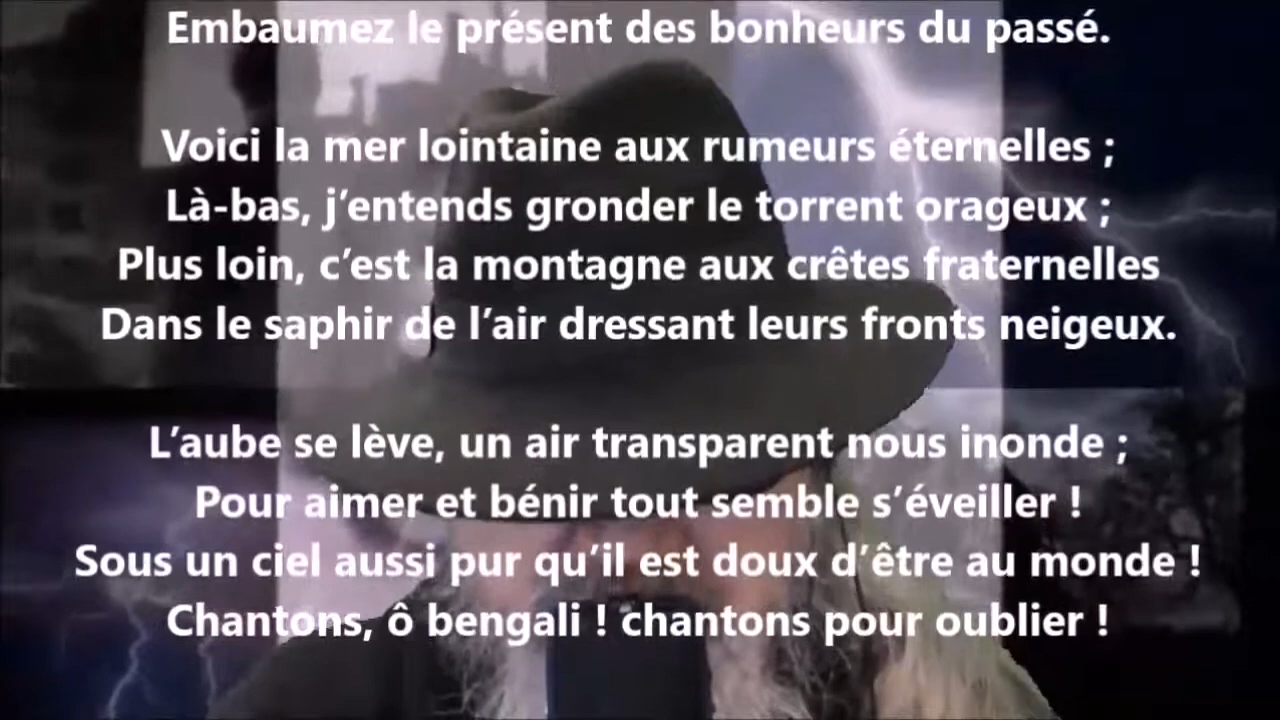 Embaumez le présent des bonheurs du passé.
Voici la mer lointaine aux rumeurs éternelles ;
Là-bas, j’entends gronder le torrent orageux ;
Plus loin, c’est la montagne aux crêtes fraternelles
Dans le saphir de l’air dressant leurs fronts neigeux.
L’aube se lève, un air transparent nous inonde ;
Pour aimer et bénir tout semble s’éveiller !
Sous un ciel aussi pur qu’il est doux d’être au monde !
Chantons, ô bengali ! chantons pour oublier !